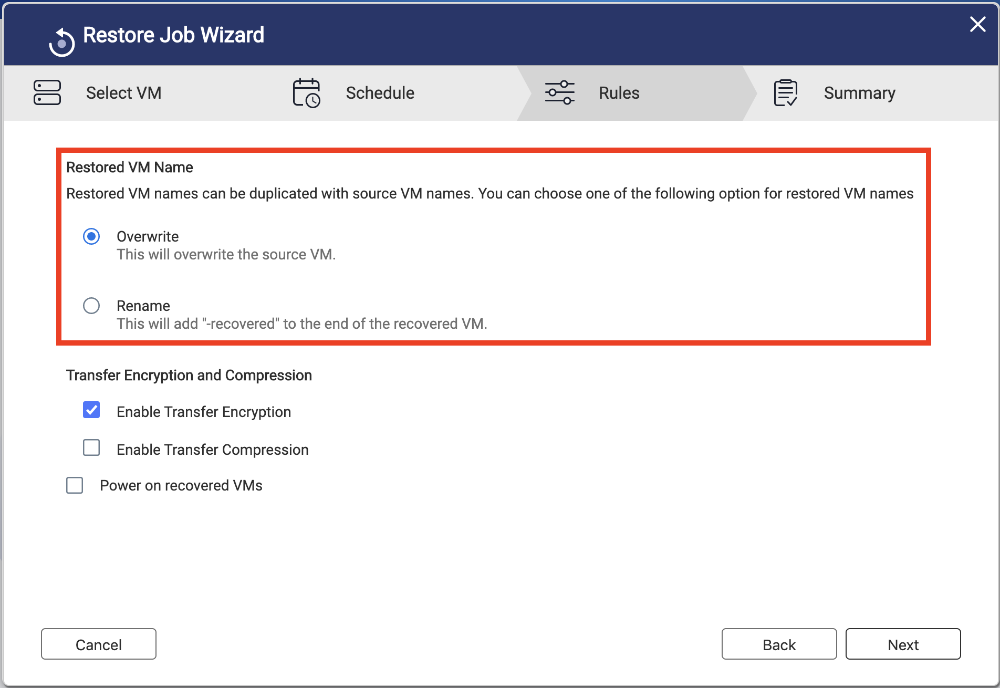 Restore Job Wizard
Select VM
Schedule
Rules
Summary
Restored VM Name
Restored VM names can be duplicated with source VM names. You can choose one of the following option for restored VM names
Overwrite
This will overwrite the source VM.
Rename
This will add "-recovered" to the end of the recovered VM.
Transfer Encryption and Compression
Enable Transfer Encryption
Enable Transfer Compression
Power on recovered VMs
Cancel
Back
Next